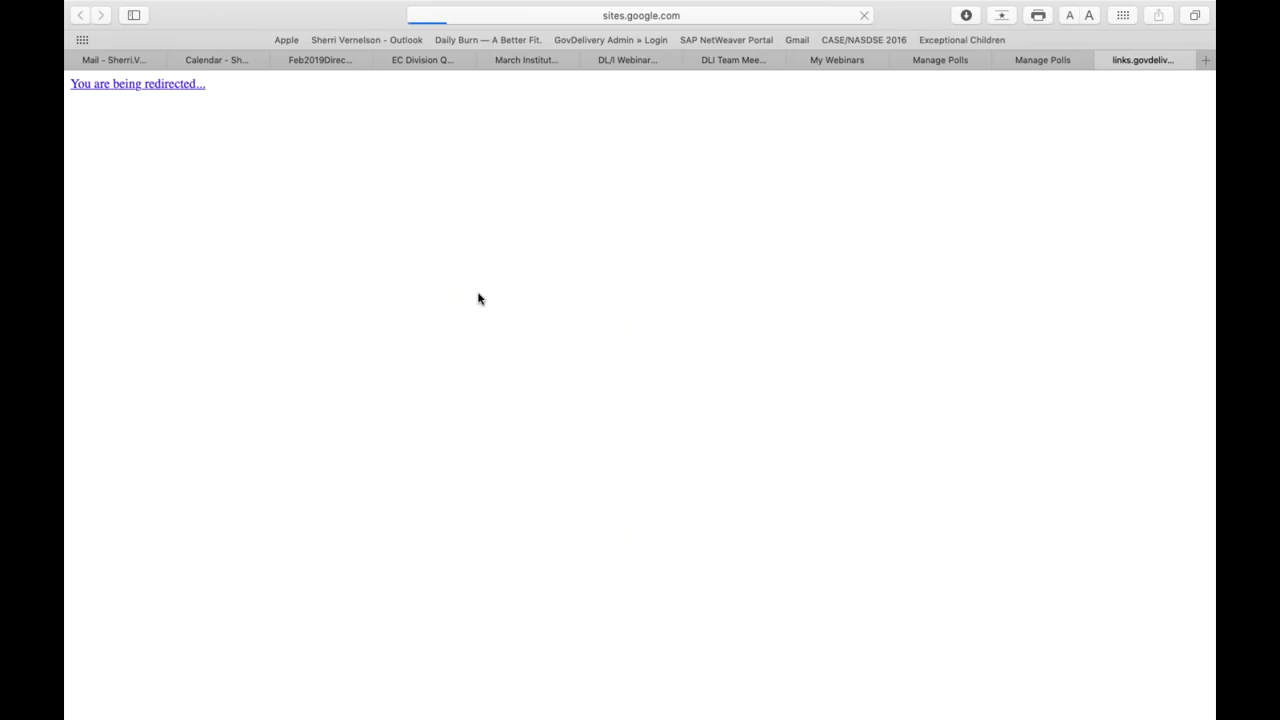 sites.google.com
A A
Apple Sherri Vernelson - Outlook Daily Burn — A Better Fit. GovDelivery Admin » Login SAP NetWeaver Portal Gmail CASE/NASDSE 2016 Exceptional Children
Mail - Sherri.V... Calendar - Sh... Feb2019Direc... EC Division Q... March Institut... DL/I Webinar... DLI Team Mee... My Webinars Manage Polls Manage Polls links.govdeliv...
You are being redirected...